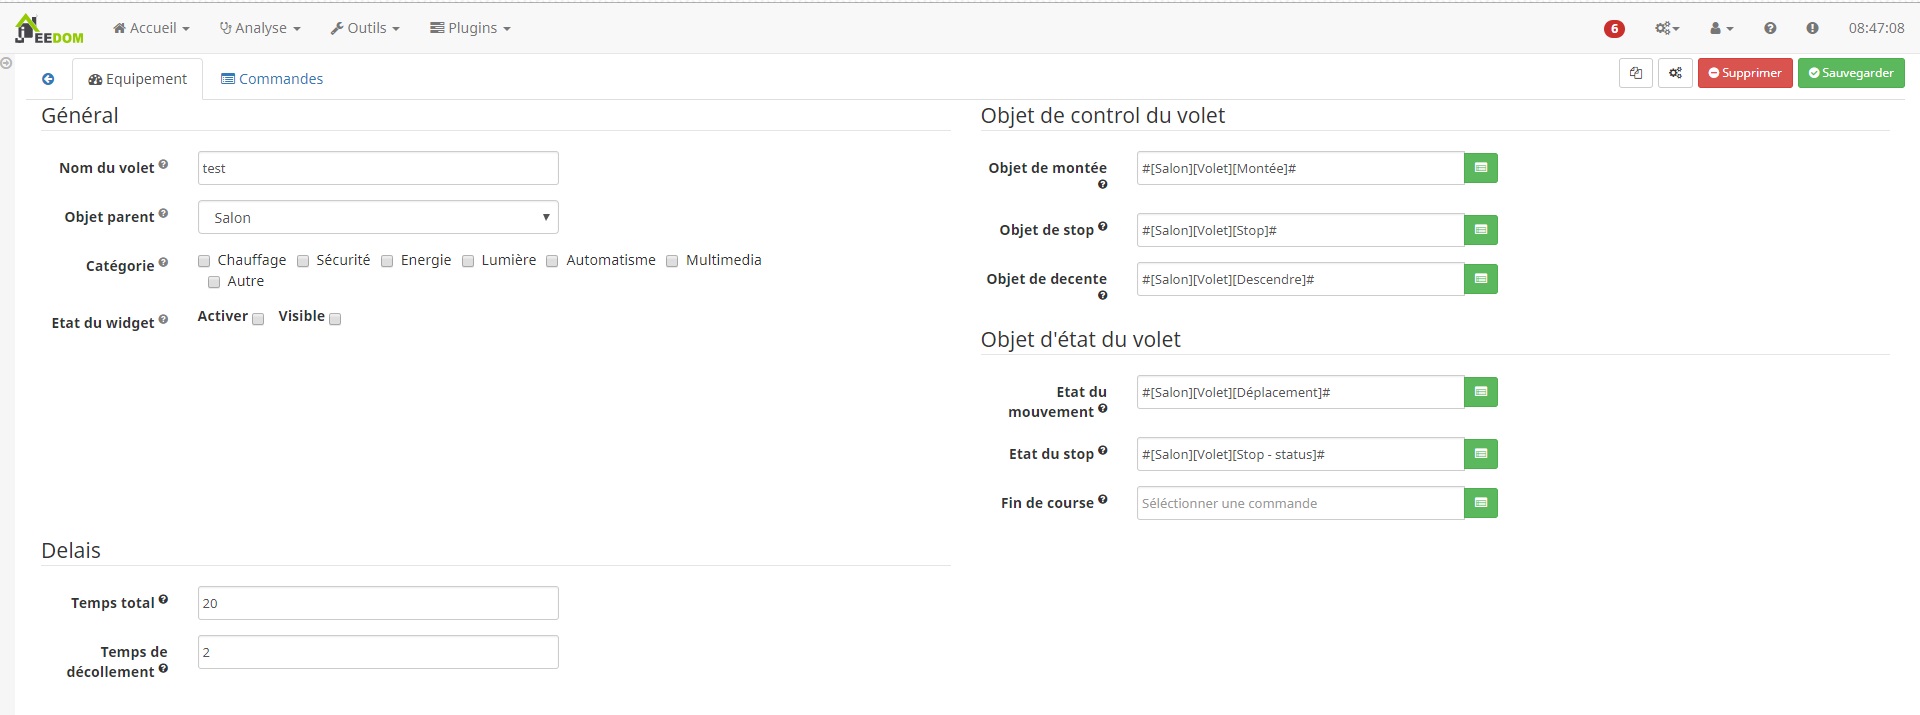 JEEDOM Accueil Analyse Outils Plugins 6 08:47:08
Equipement Commandes Supprimer Sauvegarder
Général
Nom du volet test
Objet parent Salon
Catégorie Chauffage Sécurité Energie Lumière Automatisme Multimedia
Autre
Etat du widget Activer Visible
Delais
Temps total 20
Temps de
décollement 2
Objet de control du volet
Objet de montée #[Salon][Volet][Montée]#
Objet de stop #[Salon][Volet][Stop]#
Objet de decente #[Salon][Volet][Descendre]#
Objet d'état du volet
Etat du
mouvement #[Salon][Volet][Déplacement]#
Etat du stop #[Salon][Volet][Stop - status]#
Fin de course Séléctionner une commande